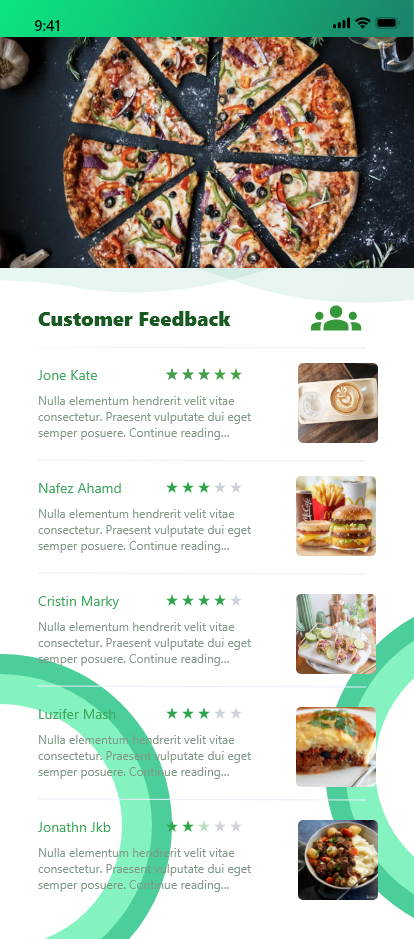 9:41
Customer Feedback
Jone Kate
Nulla elementum hendrerit velit vitae
consectetur. Praesent vulputate dui eget
semper posuere. Continue reading...
Nafez Ahamd
Nulla elementum hendrerit velit vitae
consectetur. Praesent vulputate dui eget
semper posuere. Continue reading...
Cristin Marky
Nulla elementum hendrerit velit vitae
consectetur. Praesent vulputate dui eget
semper posuere. Continue reading...
Luzifer Mash
Nulla elementum hendrerit velit vitae
consectetur. Praesent vulputate dui eget
semper posuere. Continue reading...
Jonathn Jkb
Nulla elementum hendrerit velit vitae
consectetur. Praesent vulputate dui eget
semper posuere. Continue reading...